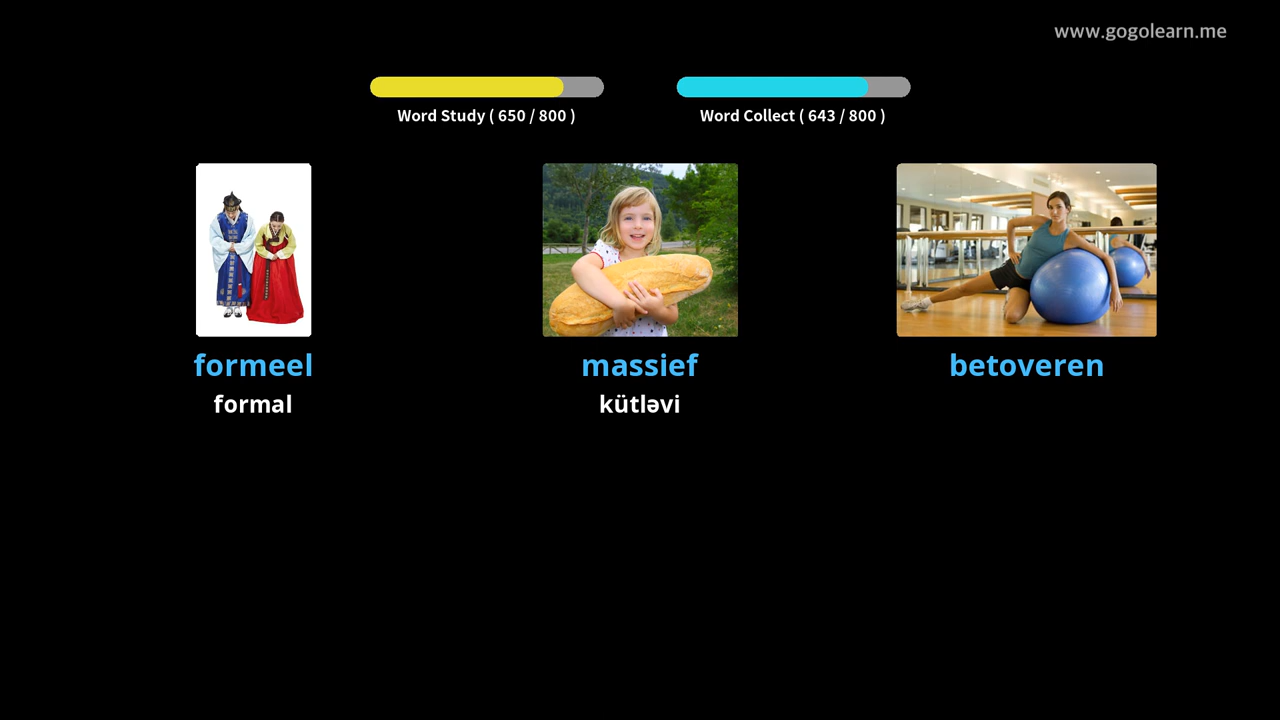 www.gogolearn.me
Word Study ( 650 / 800 )
Word Collect ( 643 / 800 )
formeel
massief
betoveren
formal
kütləvi